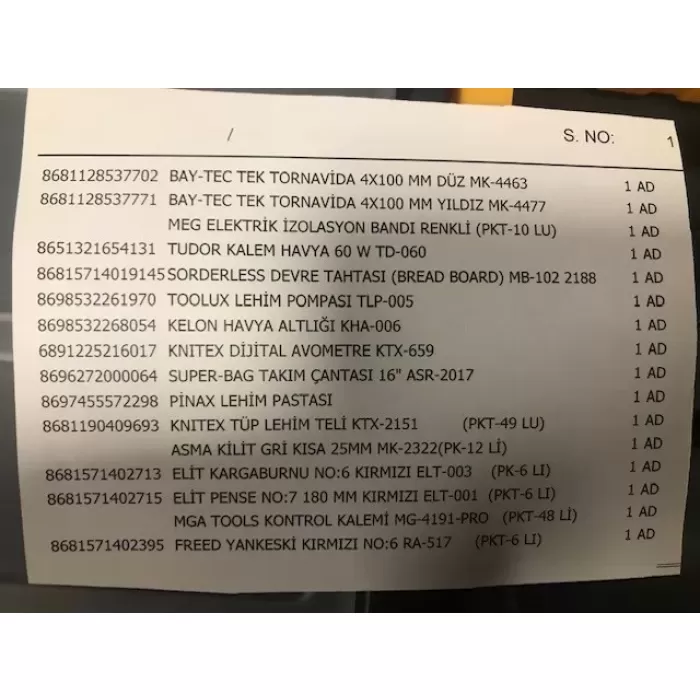 / S. NO: 1
8681128537702 BAY-TEC TEK TORNAVİDA 4X100 MM DÜZ MK-4463 1 AD
8681128537771 BAY-TEC TEK TORNAVİDA 4X100 MM YILDIZ MK-4477 1 AD
MEG ELEKTRİK İZOLASYON BANDI RENKLİ (PKT-10 LU) 1 AD
8651321654131 TUDOR KALEM HAVYA 60 W TD-060 1 AD
86815714019145 SORDERLESS DEVRE TAHTASI (BREAD BOARD) MB-102 2188 1 AD
8698532261970 TOOLUX LEHİM POMPASI TLP-005 1 AD
8698532268054 KELON HAVYA ALTLIĞI KHA-006 1 AD
6891225216017 KNITEX DİJİTAL AVOMETRE KTX-659 1 AD
8696272000064 SUPER-BAG TAKIM ÇANTASI 16" ASR-2017 1 AD
8697455572298 PİNAX LEHİM PASTASI 1 AD
8681190409693 KNITEX TÜP LEHİM TELİ KTX-2151 (PKT-49 LU) 1 AD
ASMA KİLİT GRİ KISA 25MM MK-2322(PK-12 Lİ) 1 AD
8681571402713 ELİT KARGABURNU NO:6 KIRMIZI ELT-003 (PK-6 LI) 1 AD
8681571402715 ELİT PENSE NO:7 180 MM KIRMIZI ELT-001 (PKT-6 LI) 1 AD
MGA TOOLS KONTROL KALEMİ MG-4191-PRO (PKT-48 Lİ) 1 AD
8681571402395 FREED YANKESKİ KIRMIZI NO:6 RA-517 (PKT-6 LI) 1 AD